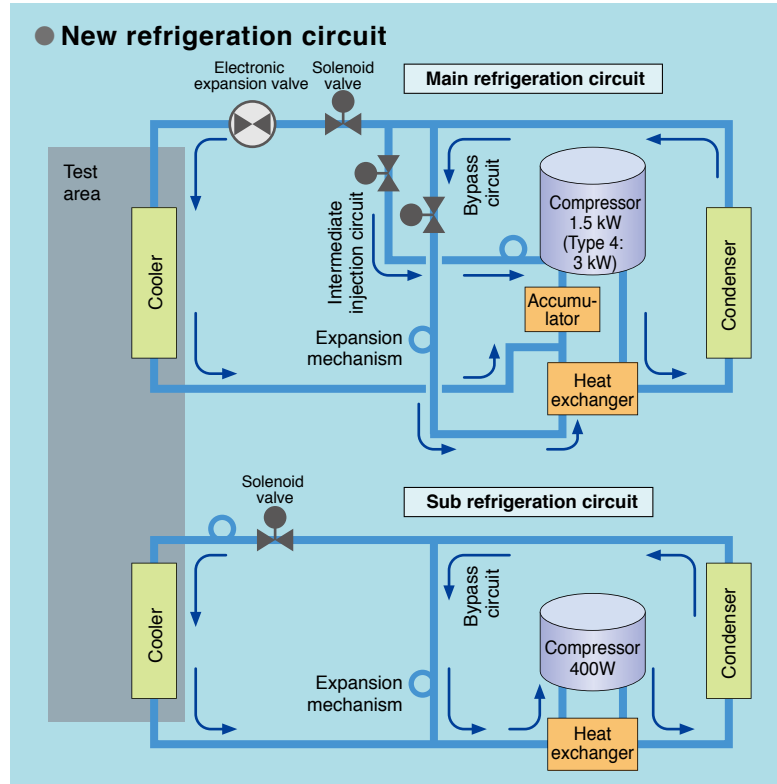 New refrigeration circuit
Electronic
expansion valve
Solenoid
valve
Main refrigeration circuit
Test
area
Cooler
Intermediate
injection circuit
Bypass
circuit
Compressor
1.5 kW
(Type 4:
3 kW)
Condenser
Accumu-
lator
Expansion
mechanism
Heat
exchanger
Solenoid
valve
Sub refrigeration circuit
Cooler
Bypass
circuit
Compressor
400W
Condenser
Expansion
mechanism
Heat
exchanger